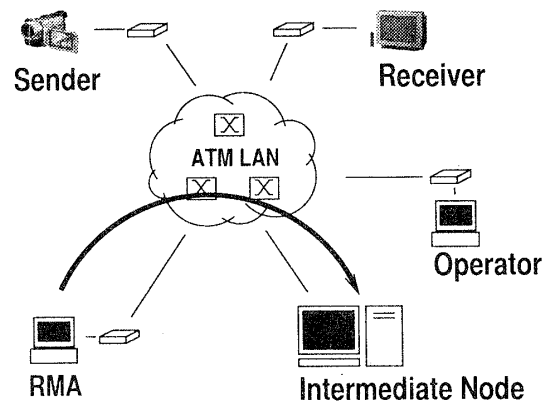 Sender
Receiver
ATM LAN
Operator
RMA
Intermediate Node